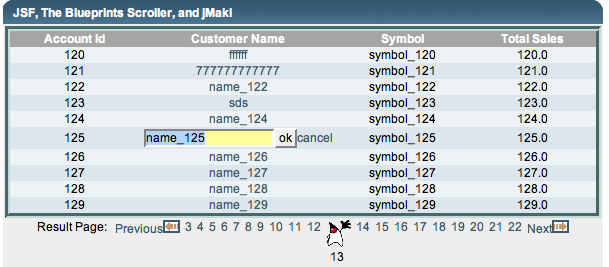 JSF, The Blueprints Scroller, and jMaki
Account Id Customer Name Symbol Total Sales
120 ffffff symbol_120 120.0
121 777777777777 symbol_121 121.0
122 name_122 symbol_122 122.0
123 sds symbol_123 123.0
124 name_124 symbol_124 124.0
125 name_125 ok cancel symbol_125 125.0
126 name_126 symbol_126 126.0
127 name_127 symbol_127 127.0
128 name_128 symbol_128 128.0
129 name_129 symbol_129 129.0
Result Page: Previous 3 4 5 6 7 8 9 10 11 12 14 15 16 17 18 19 20 21 22 Next
13